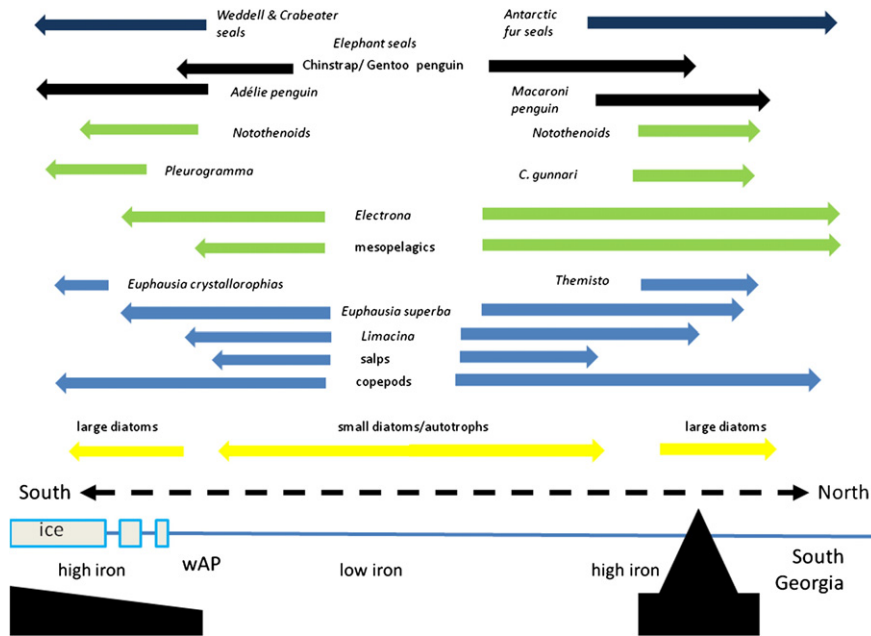 Weddell & Crabeater
seals
Antarctic
fur seals
Elephant seals
Chinstrap/ Gentoo penguin
Adélie penguin
Macaroni
penguin
Notothenoids
Notothenoids
Pleurogramma
C. gunnari
Electrona
mesopelagics
Euphausia crystallorophias
Themisto
Euphausia superba
Limacina
salps
copepods
large diatoms
small diatoms/autotrophs
large diatoms
South
North
ice
wAP
South
Georgia
high iron
low iron
high iron